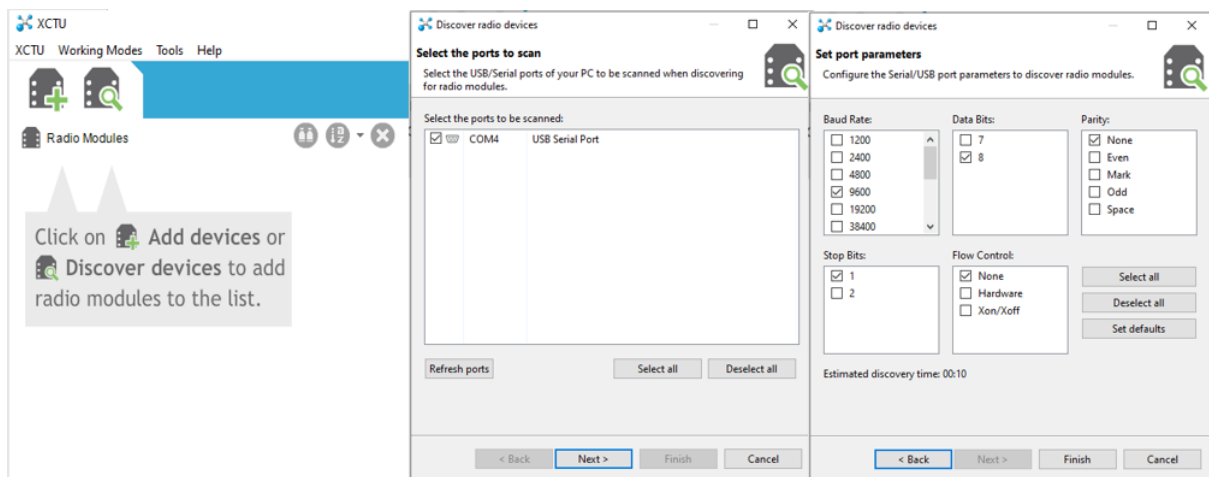 XCTU
XCTU Working Modes Tools Help
Radio Modules
Click on Add devices or
Discover devices to add
radio modules to the list.
Discover radio devices
Select the ports to scan
Select the USB/Serial ports of your PC to be scanned when discovering
for radio modules.
Select the ports to be scanned:
COM4 USB Serial Port
Refresh ports Select all Deselect all
< Back Next > Finish Cancel
Discover radio devices
Set port parameters
Configure the Serial/USB port parameters to discover radio modules.
Baud Rate: Data Bits: Parity:
1200 7 None
2400 8 Even
4800 Mark
9600 Odd
19200 Space
38400
Stop Bits: Flow Control:
1 None Select all
2 Hardware Deselect all
Xon/Xoff Set defaults
Estimated discovery time: 00:10
< Back Next > Finish Cancel